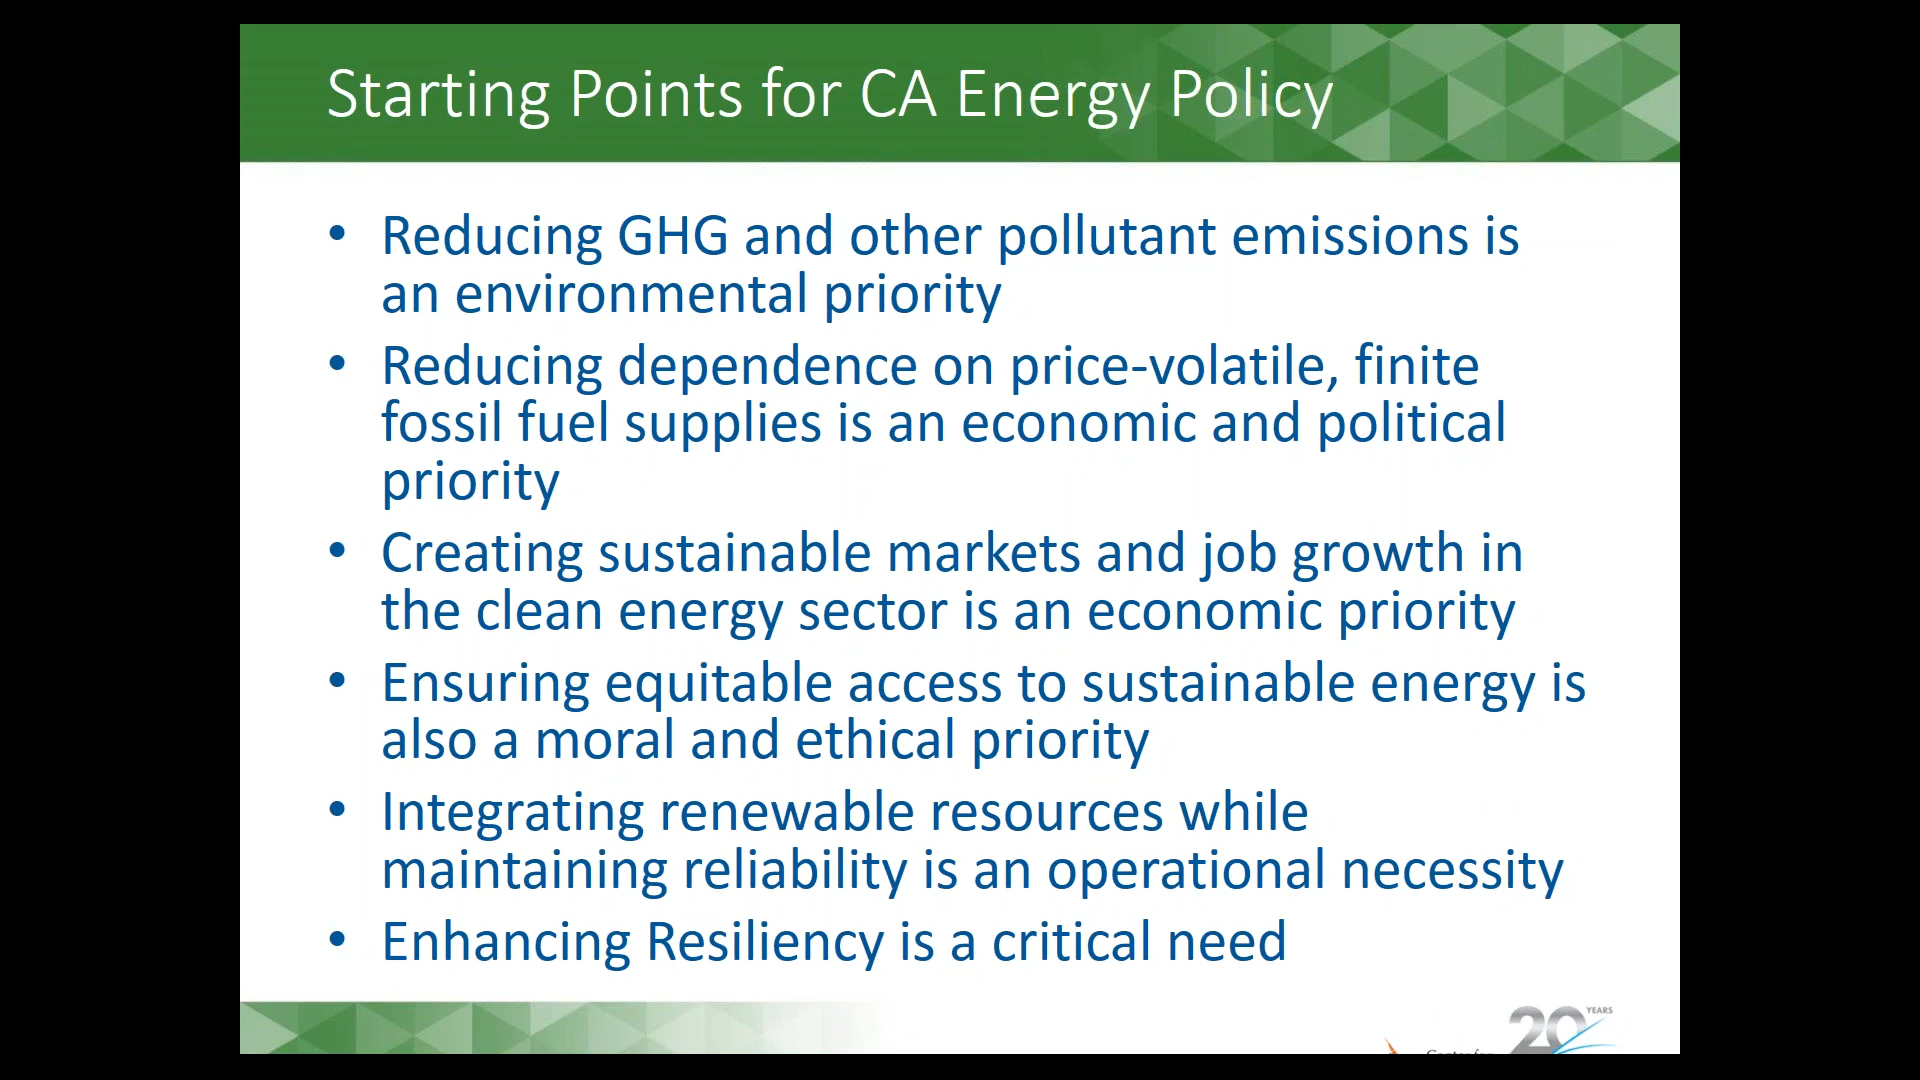 Starting Points for CA Energy Policy
• Reducing GHG and other pollutant emissions is
an environmental priority
• Reducing dependence on price-volatile, finite
fossil fuel supplies is an economic and political
priority
• Creating sustainable markets and job growth in
the clean energy sector is an economic priority
• Ensuring equitable access to sustainable energy is
also a moral and ethical priority
• Integrating renewable resources while
maintaining reliability is an operational necessity
• Enhancing Resiliency is a critical need
20 YEARS
Center for